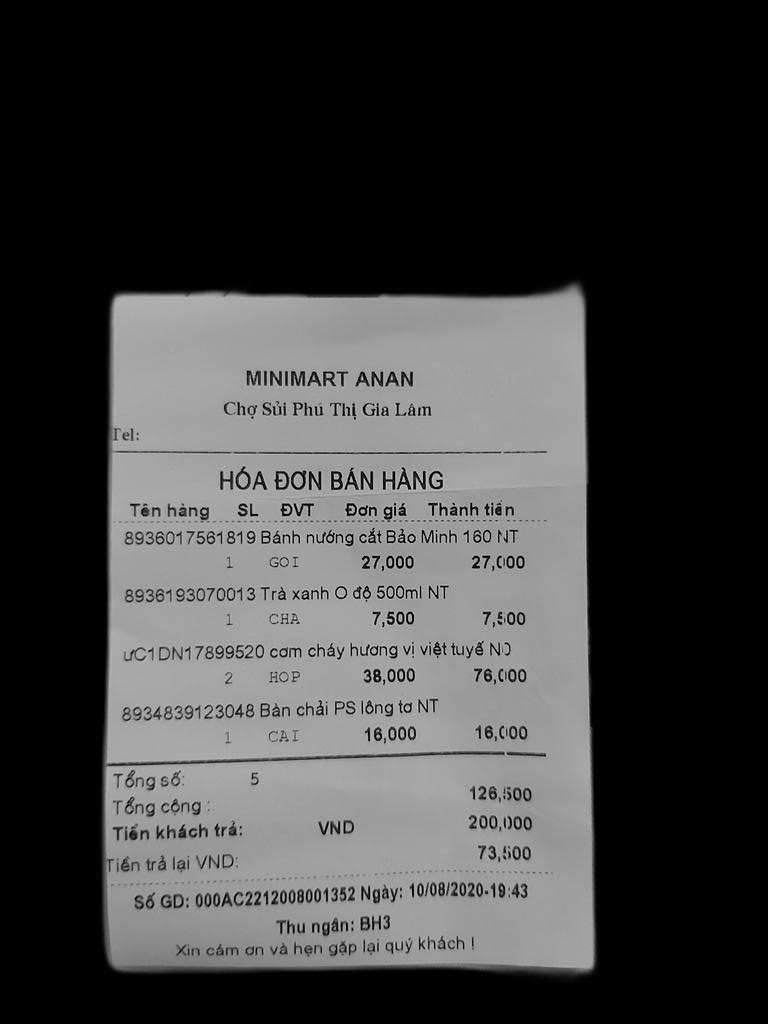 MINIMART ANAN
Chợ Sủi Phú Thị Gia Lâm
Tel:
HÓA ĐƠN BÁN HÀNG
Tên hàng SL ĐVT Đơn giá Thành tiền
8936017561819 Bánh nướng cắt Bảo Minh 160 NT
1 GOI 27,000 27,000
8936193070013 Trà xanh O độ 500ml NT
1 CHA 7,500 7,500
ưC1DN17899520 cơm cháy hương vị việt tuyế NO
2 HOP 38,000 76,000
8934839123048 Bàn chải PS lông tơ NT
1 CAI 16,000 16,000
Tổng số: 5
Tổng cộng : 126,500
Tiền khách trả: VND 200,000
Tiền trả lại VND: 73,500
Số GD: 000AC2212008001352 Ngày: 10/08/2020-19:43
Thu ngân: BH3
Xin cám ơn và hẹn gặp lại quý khách !